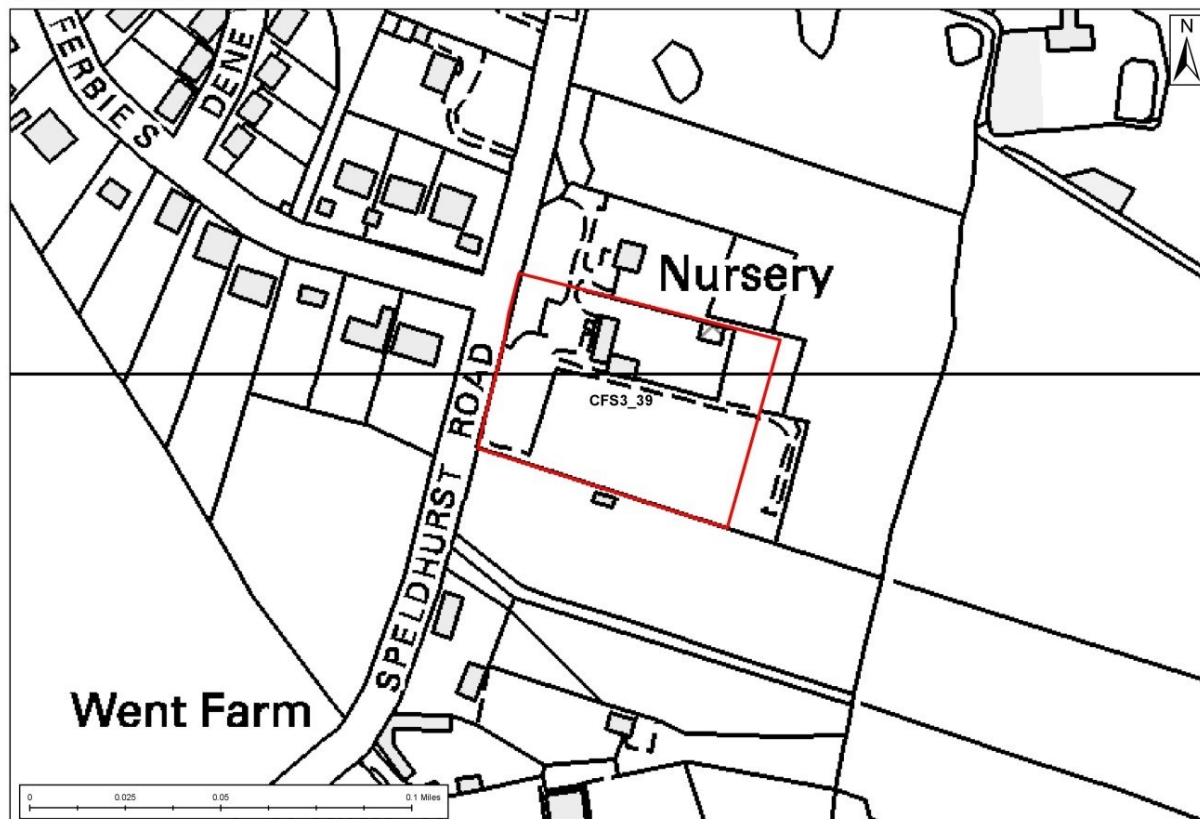 FERBIES
DENE
N
Nursery
CFS3_39
SPELDHURST ROAD
Went Farm
0 0.025 0.05 0.1 Miles